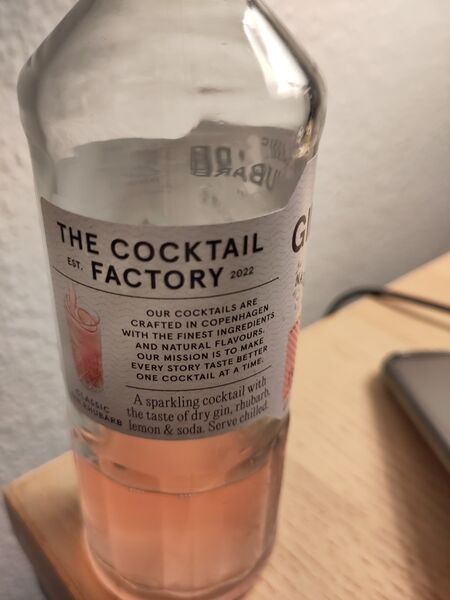 THE COCKTAIL
EST. FACTORY 2022
OUR COCKTAILS ARE
CRAFTED IN COPENHAGEN
WITH THE FINEST INGREDIENTS
AND NATURAL FLAVOURS.
OUR MISSION IS TO MAKE
EVERY STORY TASTE BETTER
ONE COCKTAIL AT A TIME.
CLASSIC
RHUBARB
A sparkling cocktail with
the taste of dry gin, rhubarb,
lemon & soda. Serve chilled.